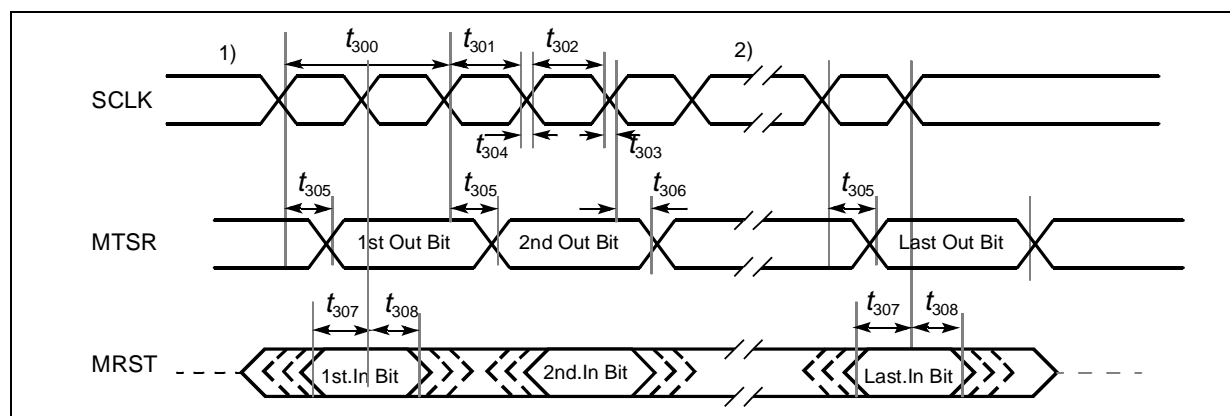 1) t300 t301 t302 2)
SCLK
t304 t303
t305 t305 t306 t305
MTSR 1st Out Bit 2nd Out Bit Last Out Bit
t307 t308 t307 t308
MRST 1st.In Bit 2nd.In Bit Last.In Bit